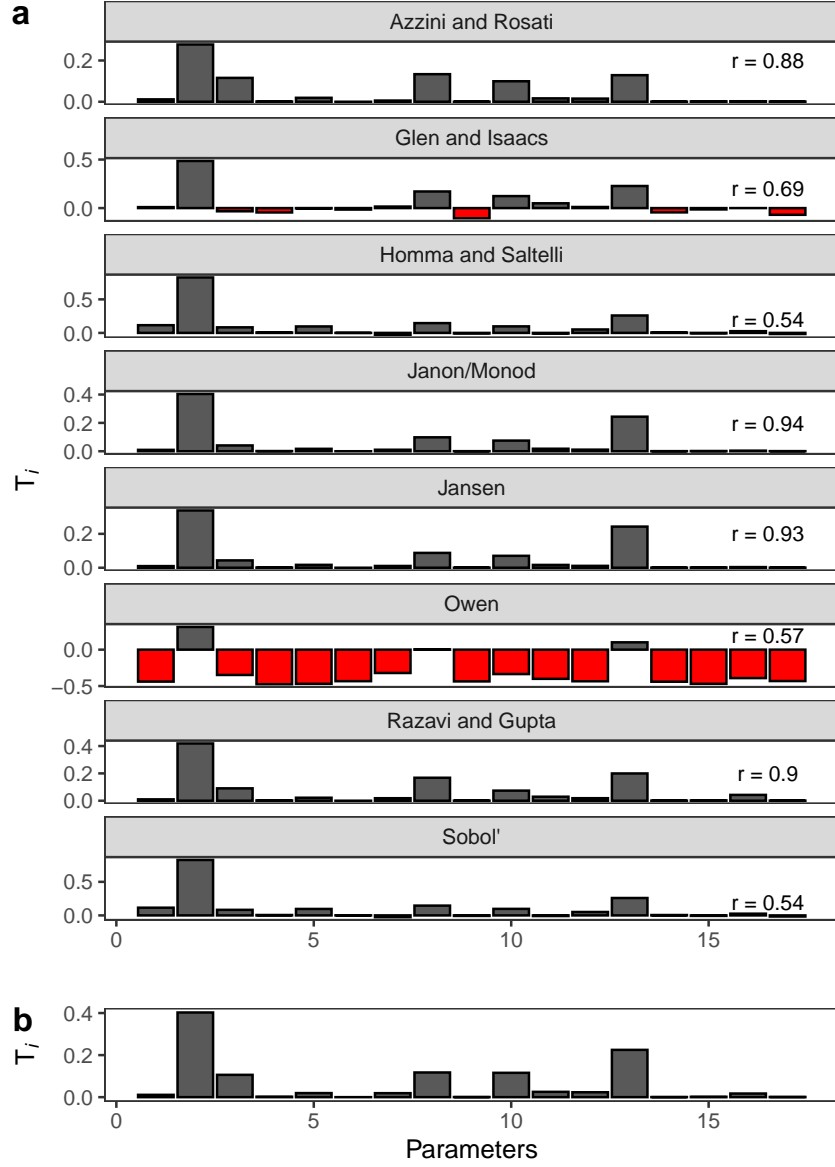 a
Azzini and Rosati
0.2
0.0
r = 0.88
Glen and Isaacs
0.5
0.0
r = 0.69
Homma and Saltelli
0.5
0.0
r = 0.54
Janon/Monod
0.4
0.2
0.0
r = 0.94
Jansen
0.2
0.0
r = 0.93
Owen
0.0
−0.5
r = 0.57
Razavi and Gupta
0.4
0.2
0.0
r = 0.9
Sobol'
0.5
0.0
r = 0.54
0 5 10 15
Ti
b
0.4
0.2
0.0
Ti
0 5 10 15
Parameters